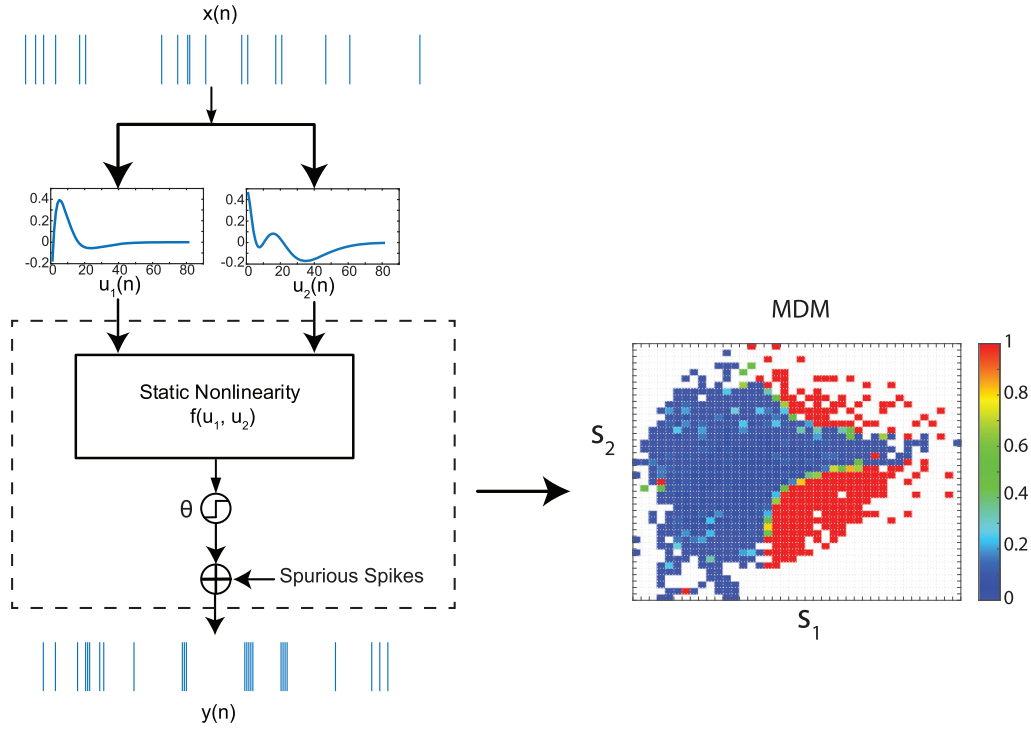 x(n)
0.4
0.2
0
-0.2
0 20 40 60 80
u1(n)
0.4
0.2
0
-0.2
0 20 40 60 80
u2(n)
Static Nonlinearity
f(u1, u2)
θ
Spurious Spikes
y(n)
MDM
S2
S1
1
0.8
0.6
0.4
0.2
0